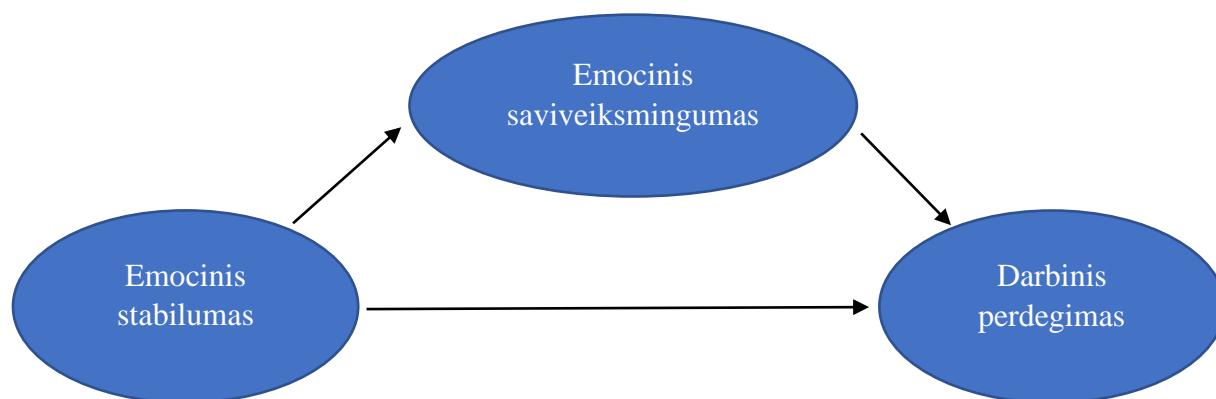 Emocinis
saviveiksmingumas
Emocinis
stabilumas
Darbinis
perdegimas